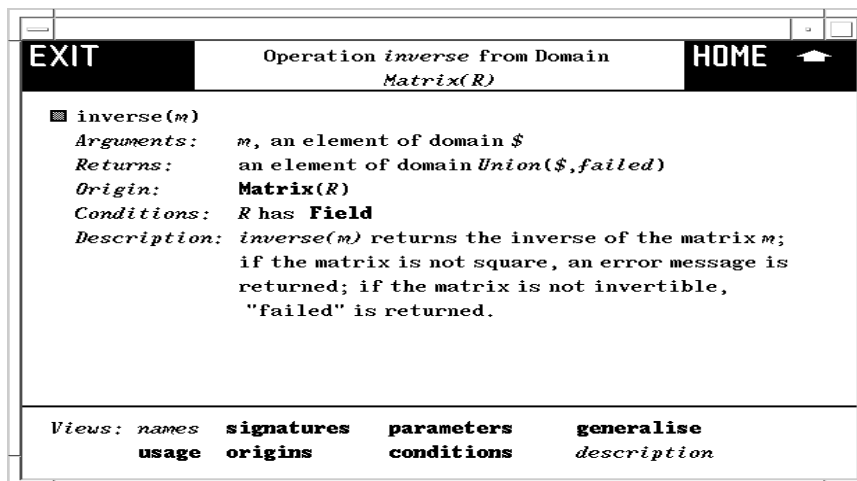 EXIT
Operation inverse from Domain
Matrix(R)
HOME
inverse(m)
Arguments: m, an element of domain $
Returns: an element of domain Union($,failed)
Origin: Matrix(R)
Conditions: R has Field
Description: inverse(m) returns the inverse of the matrix m;
if the matrix is not square, an error message is
returned; if the matrix is not invertible,
"failed" is returned.
Views: names signatures parameters generalise
usage origins conditions description